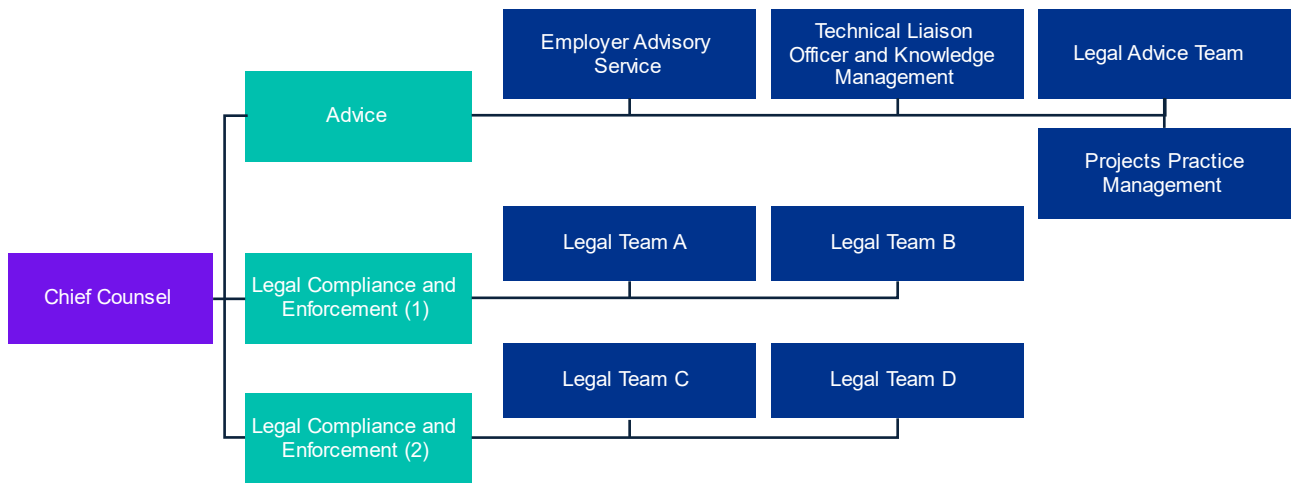 Employer Advisory
Service
Technical Liaison
Officer and Knowledge
Management
Legal Advice Team
Advice
Projects Practice
Management
Legal Team A
Legal Team B
Chief Counsel
Legal Compliance and
Enforcement (1)
Legal Team C
Legal Team D
Legal Compliance and
Enforcement (2)